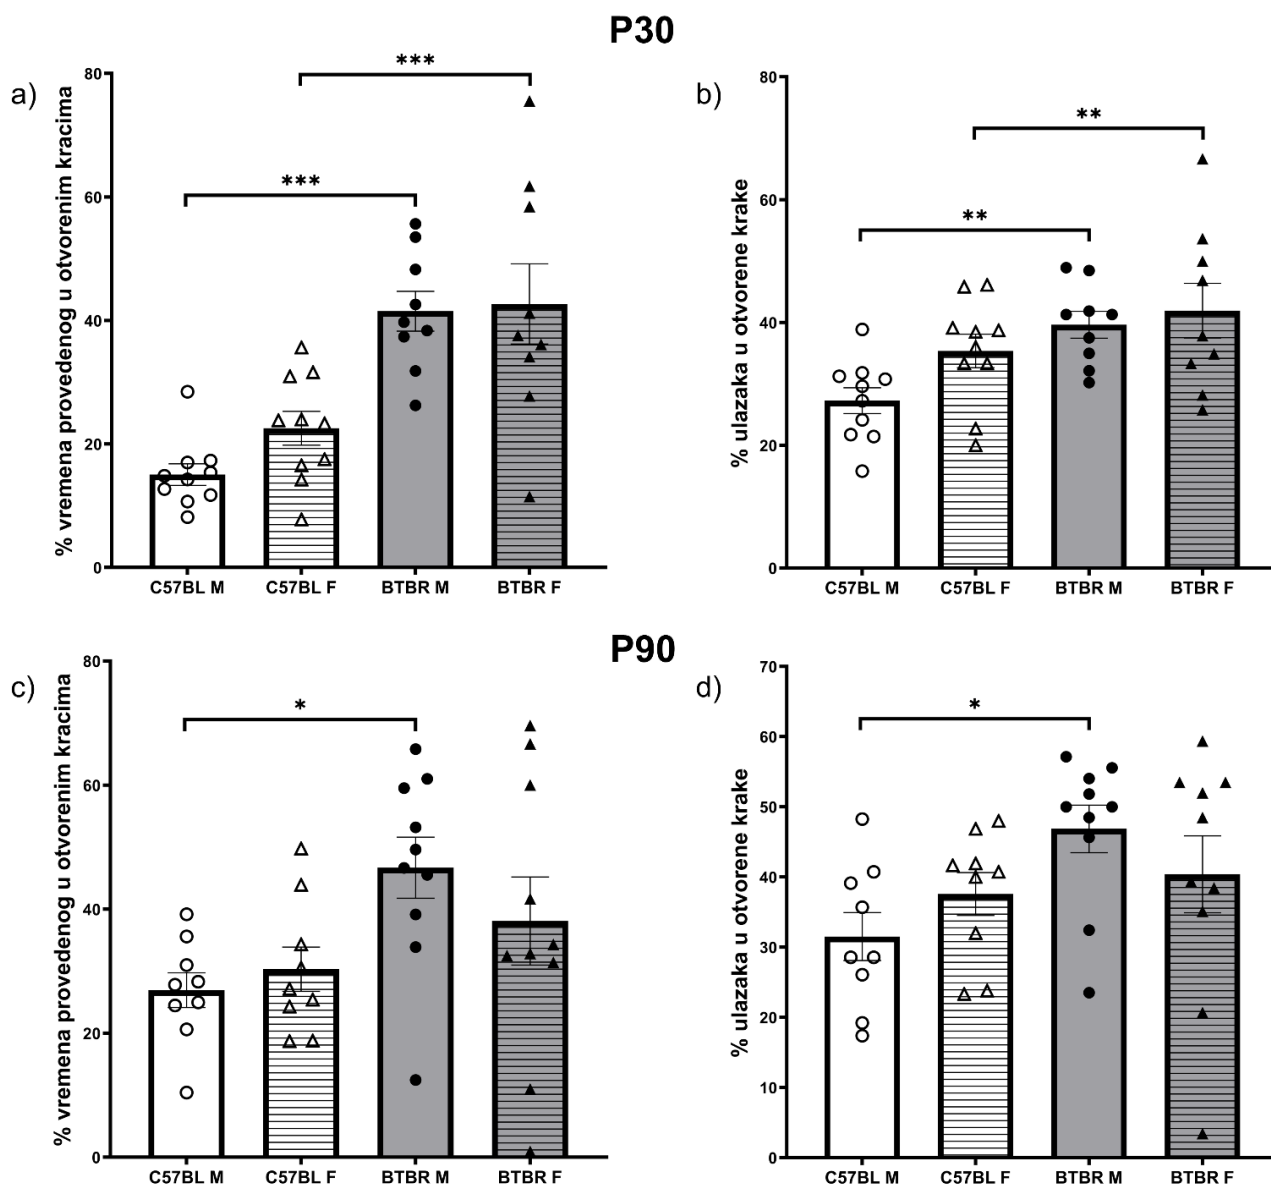 P30
a)
% vremena provedenog u otvorenim kracima
80
60
40
20
0
***
***
C57BL M
C57BL F
BTBR M
BTBR F
b)
% ulazaka u otvorene krake
80
60
40
20
0
**
**
C57BL M
C57BL F
BTBR M
BTBR F
P90
c)
% vremena provedenog u otvorenim kracima
80
60
40
20
0
*
C57BL M
C57BL F
BTBR M
BTBR F
d)
% ulazaka u otvorene krake
70
60
50
40
30
20
10
0
*
C57BL M
C57BL F
BTBR M
BTBR F